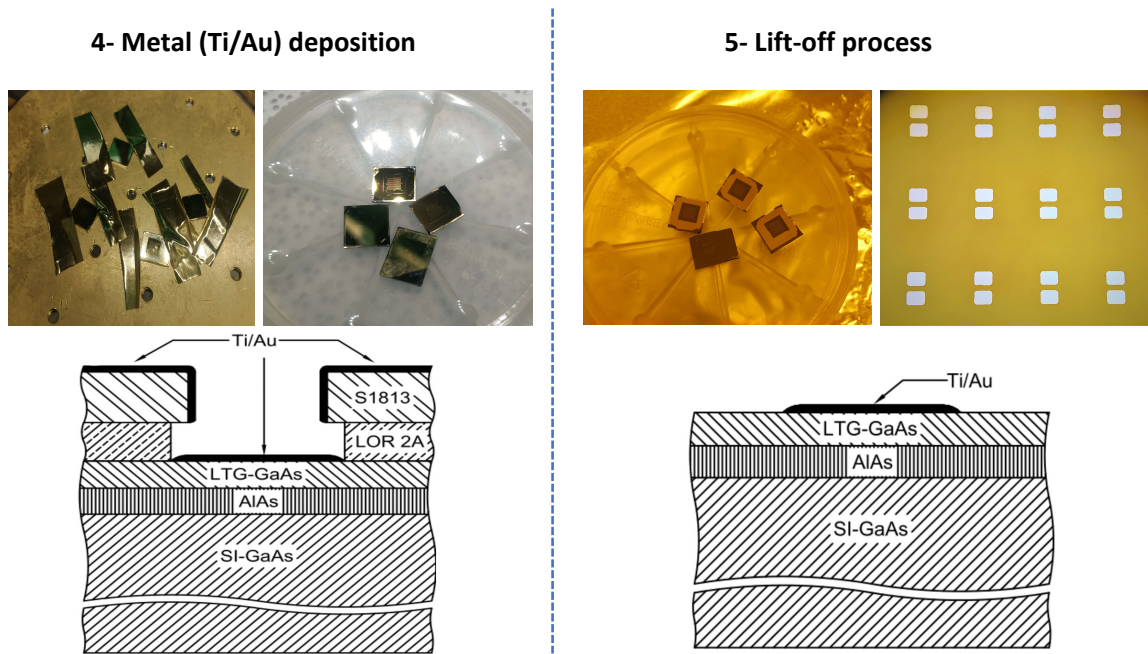 4- Metal (Ti/Au) deposition
5- Lift-off process
Ti/Au
S1813
LOR 2A
LTG-GaAs
AlAs
SI-GaAs
Ti/Au
LTG-GaAs
AlAs
SI-GaAs